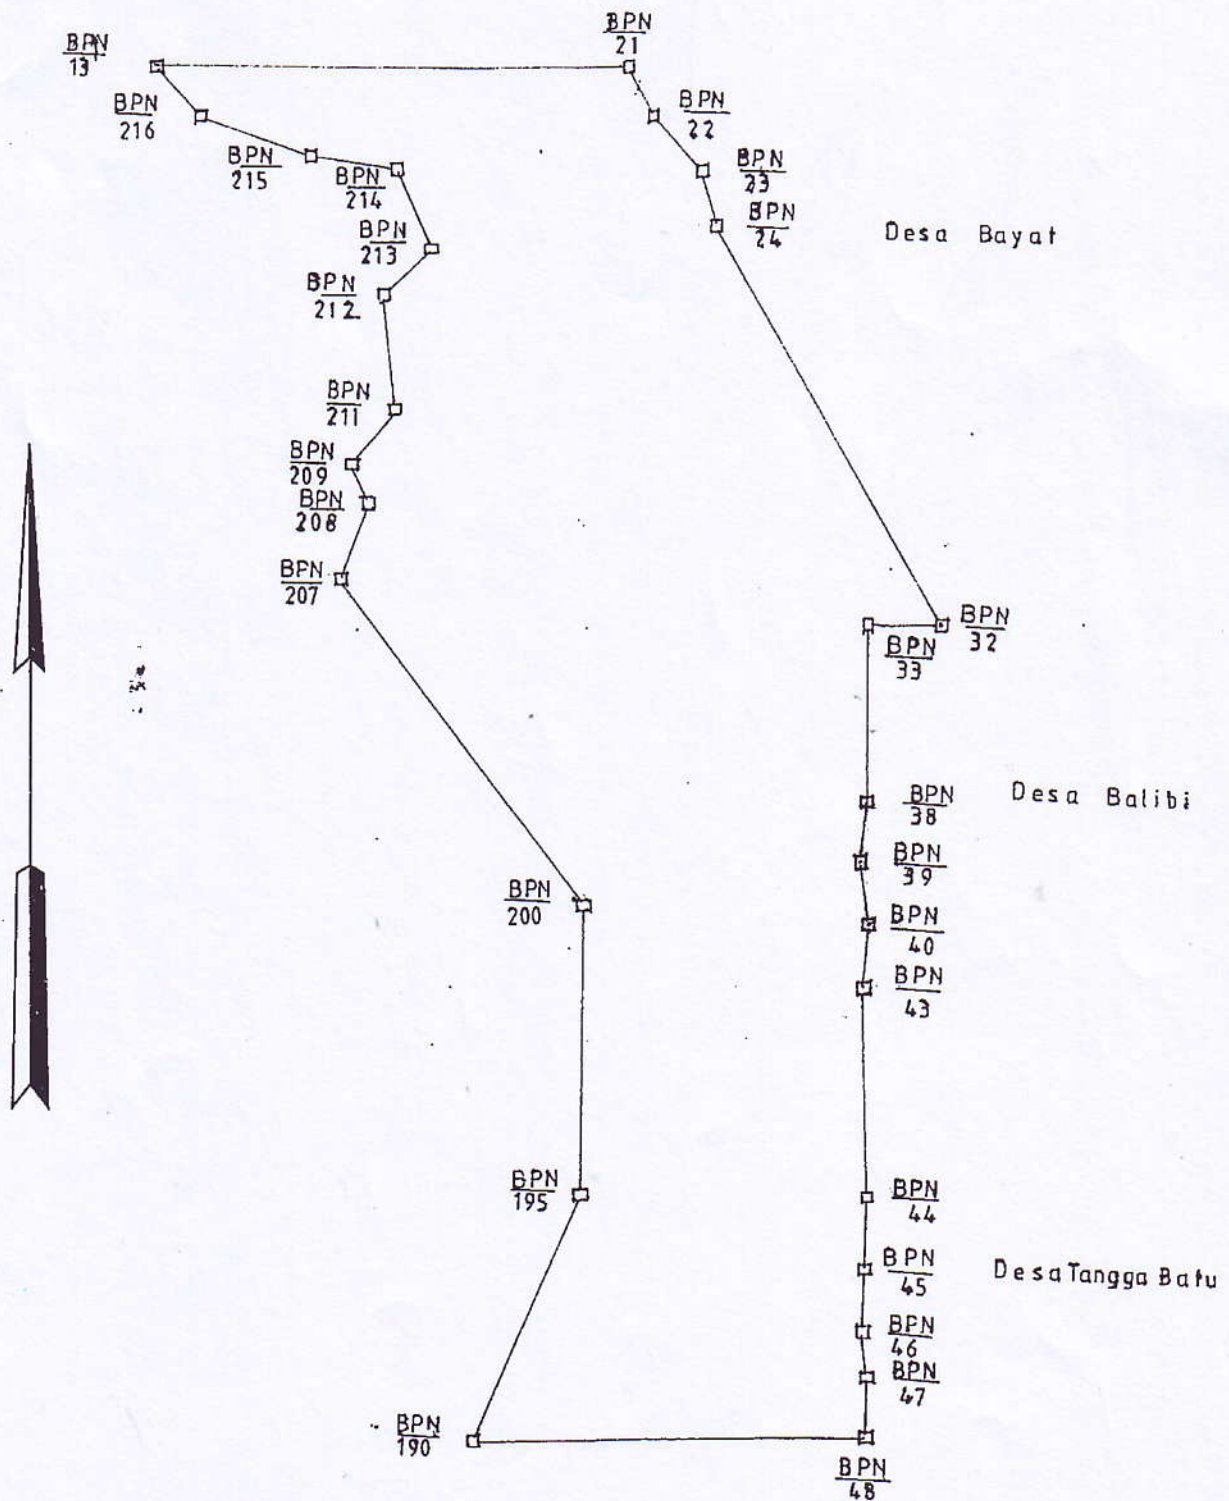 BPN
21
BPN
13
BPN
216
BPN
22
BPN
215
BPN
214
BPN
23
BPN
213
BPN
24
Desa Bayat
BPN
212
BPN
211
BPN
209
BPN
208
BPN
207
BPN
32
BPN
33
BPN
38
Desa Balibi
BPN
39
BPN
200
BPN
40
BPN
43
BPN
195
BPN
44
BPN
45
Desa Tangga Batu
BPN
46
BPN
47
BPN
190
BPN
48